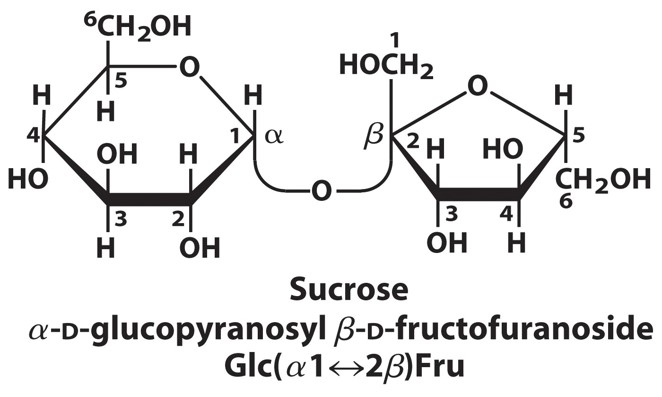 6CH2OH
1
HOCH2
5
O
O
H
H
H
H
4
1
α
β
2
5
OH
H
H
HO
HO
O
CH2OH
6
3
2
3
4
H
OH
OH
H
Sucrose
α-D-glucopyranosyl β-D-fructofuranoside
Glc(α1↔2β)Fru